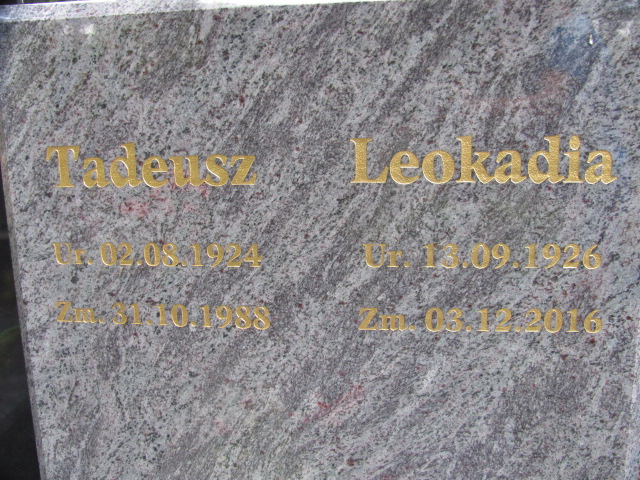 Tadeusz Leokadia
Ur. 02.08.1924 Ur. 13.09.1926
Zm. 31.10.1988 Zm. 03.12.2016